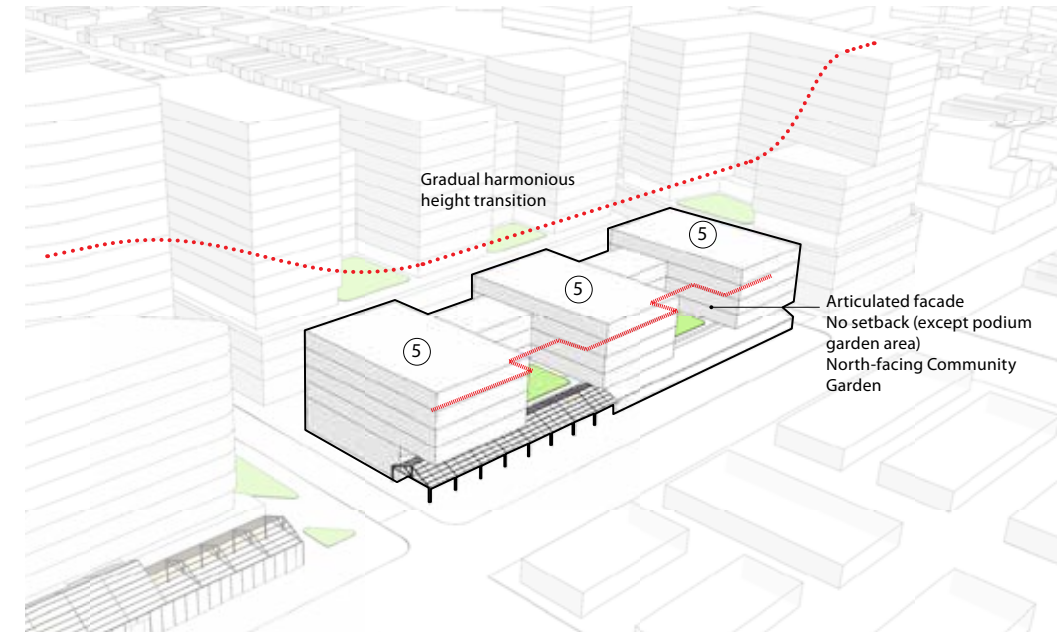 Gradual harmonious
height transition
5
5
5
Articulated facade
No setback (except podium
garden area)
North-facing Community
Garden